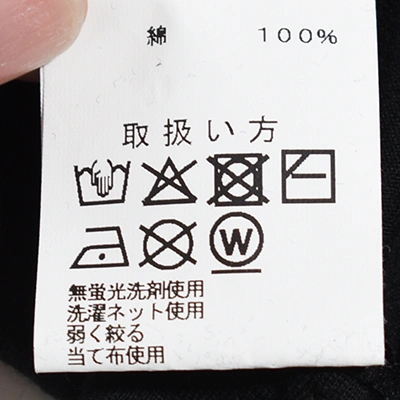 綿 100%
取扱い方
W
無蛍光洗剤使用
洗濯ネット使用
弱く絞る
当て布使用